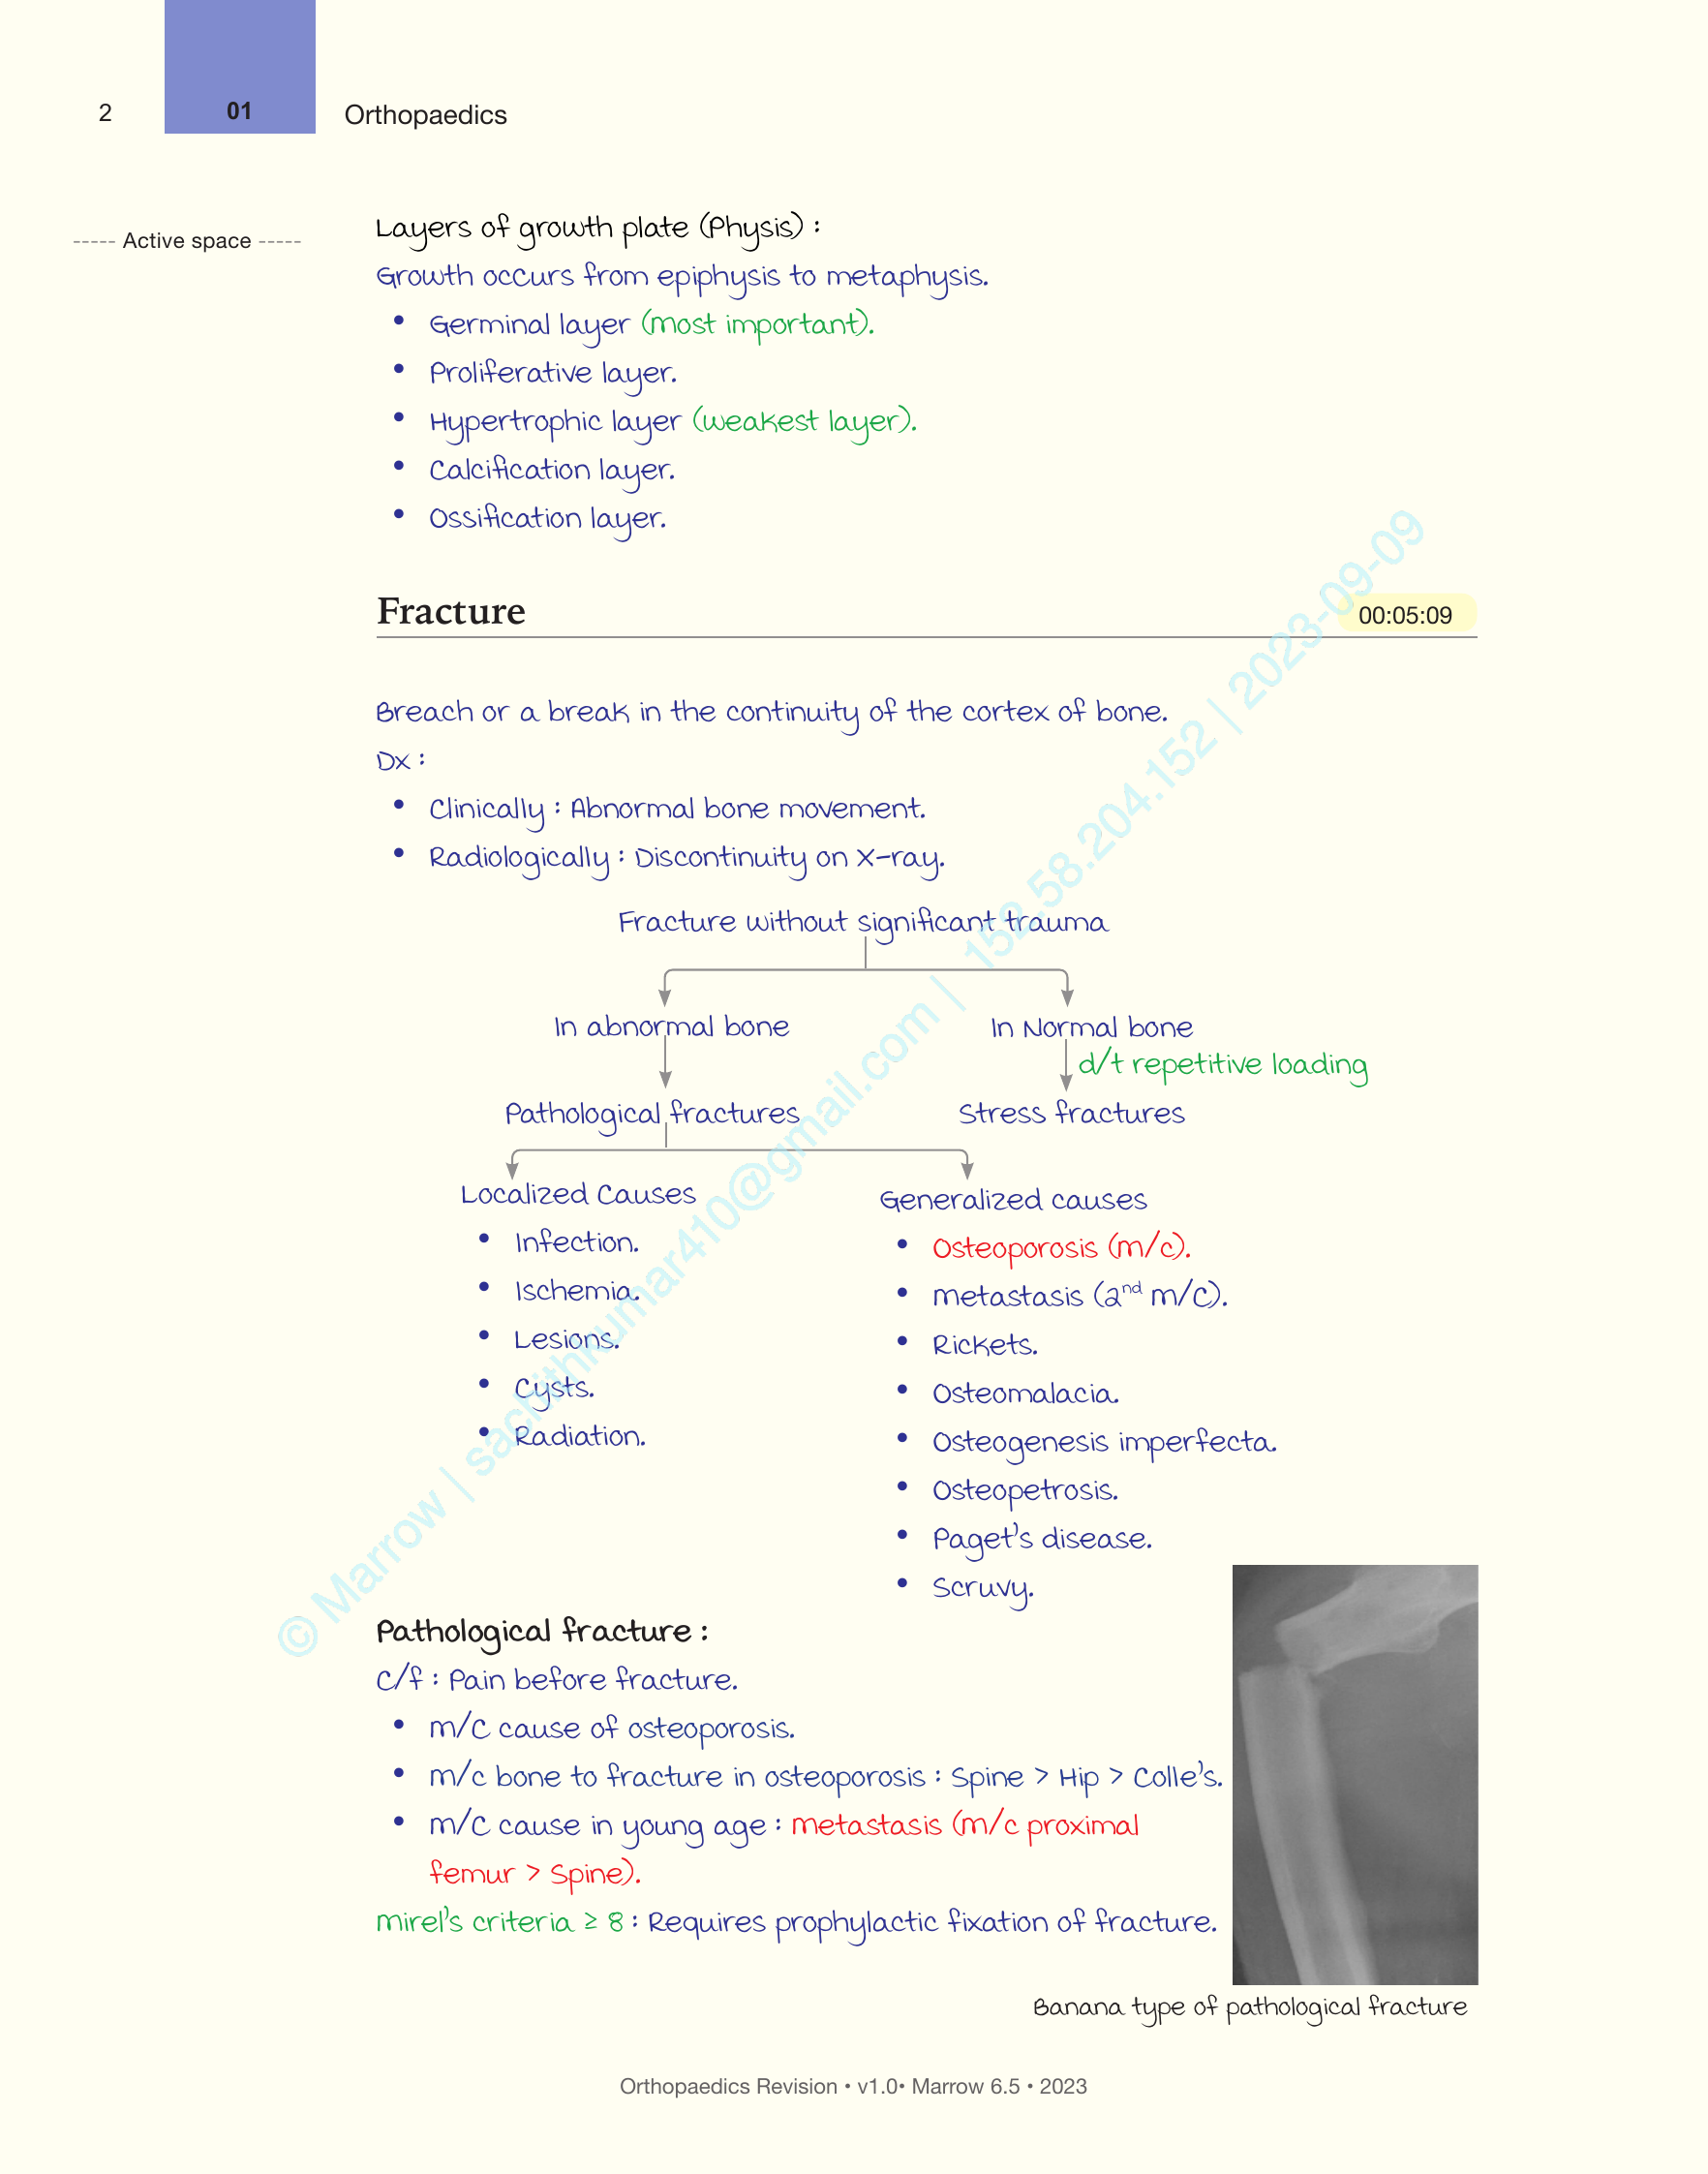 2
01
Orthopaedics
----- Active space -----
Layers of growth plate (Physis) :
Growth occurs from epiphysis to metaphysis.
• Germinal layer (most important).
• Proliferative layer.
• Hypertrophic layer (weakest layer).
• Calcification layer.
• Ossification layer.
Fracture
00:05:09
Breach or a break in the continuity of the cortex of bone.
Dx :
• Clinically : Abnormal bone movement.
• Radiologically : Discontinuity on X-ray.
Fracture without significant trauma
In abnormal bone
In Normal bone
d/t repetitive loading
Pathological fractures
Stress fractures
Localized Causes
• Infection.
• Ischemia.
• Lesions.
• Cysts.
• Radiation.
Generalized causes
• Osteoporosis (m/c).
• metastasis (2nd m/C).
• Rickets.
• Osteomalacia.
• Osteogenesis imperfecta.
• Osteopetrosis.
• Paget's disease.
• Scruvy.
Pathological fracture :
C/f : Pain before fracture.
• m/C cause of osteoporosis.
• m/c bone to fracture in osteoporosis : Spine > Hip > Colle's.
• m/C cause in young age : metastasis (m/c proximal
femur > Spine).
mirel's criteria ≥ 8 : Requires prophylactic fixation of fracture.
Banana type of pathological fracture
Orthopaedics Revision • v1.0• Marrow 6.5 • 2023
© Marrow | sachithkumar410@gmail.com | 152.58.204.152 | 2023-09-09